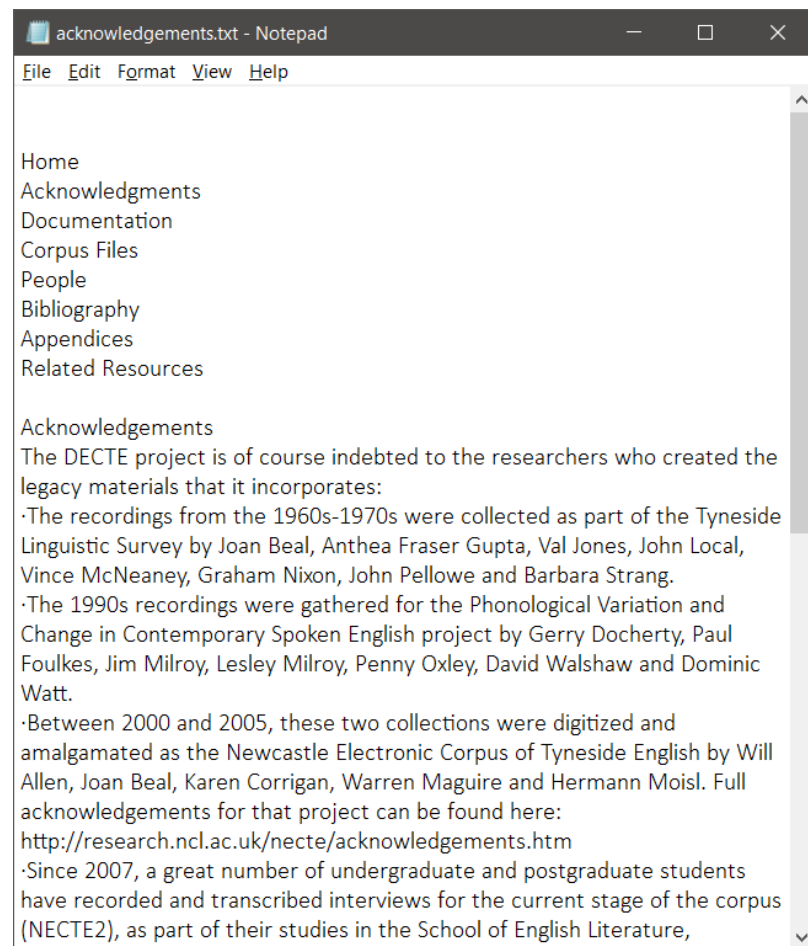 acknowledgements.txt - Notepad
File Edit Format View Help
Home
Acknowledgments
Documentation
Corpus Files
People
Bibliography
Appendices
Related Resources
Acknowledgements
The DECTE project is of course indebted to the researchers who created the
legacy materials that it incorporates:
·The recordings from the 1960s-1970s were collected as part of the Tyneside
Linguistic Survey by Joan Beal, Anthea Fraser Gupta, Val Jones, John Local,
Vince McNeaney, Graham Nixon, John Pellowe and Barbara Strang.
·The 1990s recordings were gathered for the Phonological Variation and
Change in Contemporary Spoken English project by Gerry Docherty, Paul
Foulkes, Jim Milroy, Lesley Milroy, Penny Oxley, David Walshaw and Dominic
Watt.
·Between 2000 and 2005, these two collections were digitized and
amalgamated as the Newcastle Electronic Corpus of Tyneside English by Will
Allen, Joan Beal, Karen Corrigan, Warren Maguire and Hermann Moisl. Full
acknowledgements for that project can be found here:
http://research.ncl.ac.uk/necte/acknowledgements.htm
·Since 2007, a great number of undergraduate and postgraduate students
have recorded and transcribed interviews for the current stage of the corpus
(NECTE2), as part of their studies in the School of English Literature,